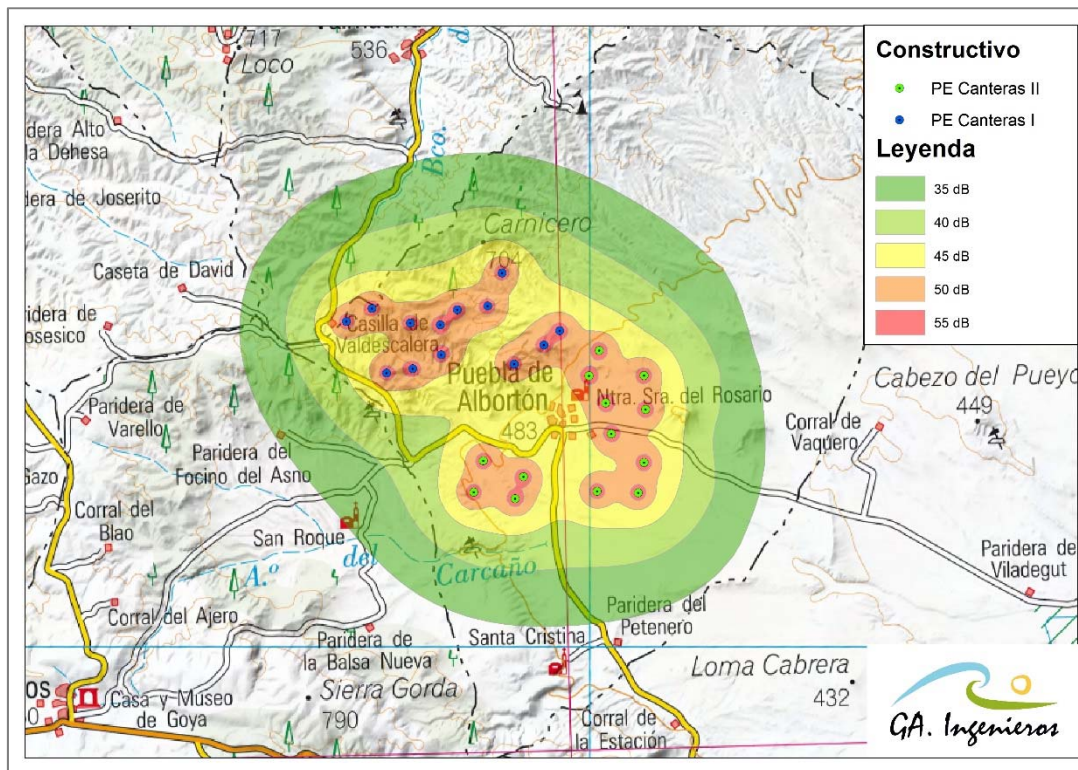 717
Loco
536
Bco.
Paridera Alto
la Dehesa
dera de Joserito
Caseta de David
Carnicero
704
ridera de
osesico
Casilla de
Valdescalera
Puebla de
Albortón
483
Ntra. Sra. del Rosario
Cabezo del Pueyo
449
Corral de
Vaquero
Paridera de
Varello
Paridera del
Focino del Asno
Gazo
Corral del
Blao
San Roque
A.º del Carcaño
Corral del Ajero
Paridera de
la Balsa Nueva
Santa Cristina
Paridera del
Petenero
Paridera de
Viladegut
Loma Cabrera
432
Sierra Gorda
790
Casa y Museo
de Goya
Corral de
la Estación
Constructivo
PE Canteras II
PE Canteras I
Leyenda
35 dB
40 dB
45 dB
50 dB
55 dB
GA. Ingenieros